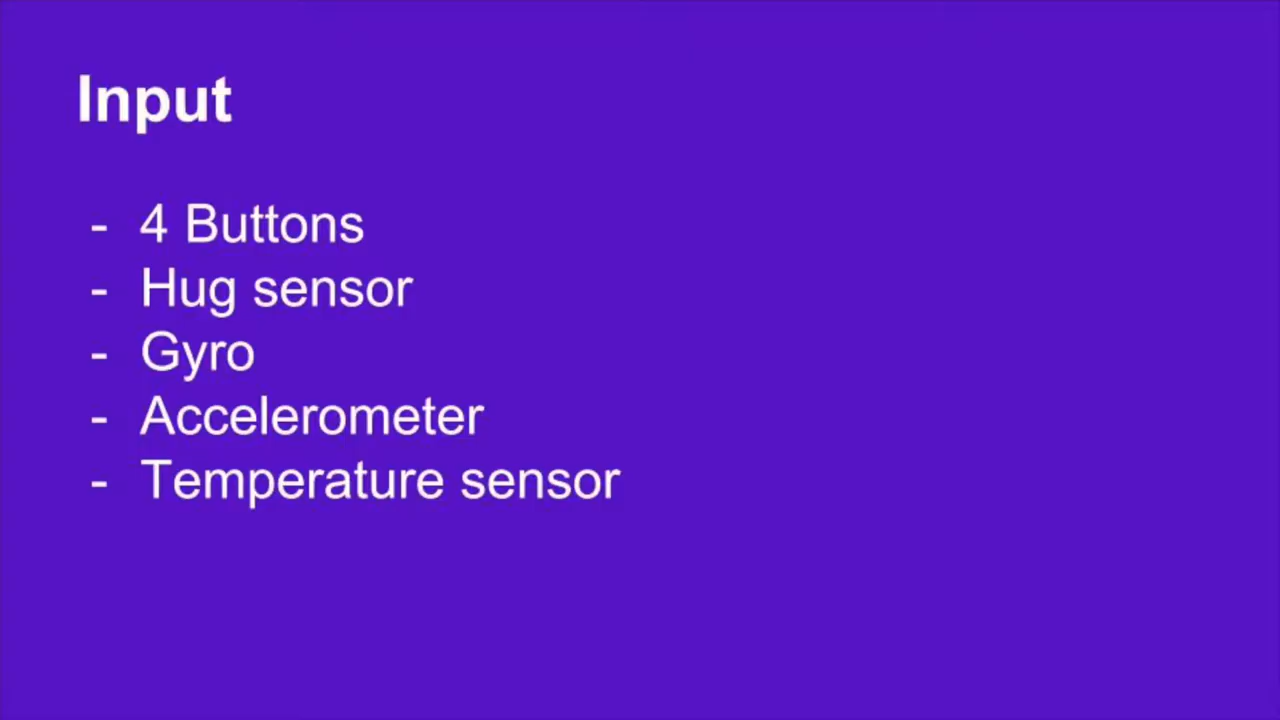 Input
- 4 Buttons
- Hug sensor
- Gyro
- Accelerometer
- Temperature sensor